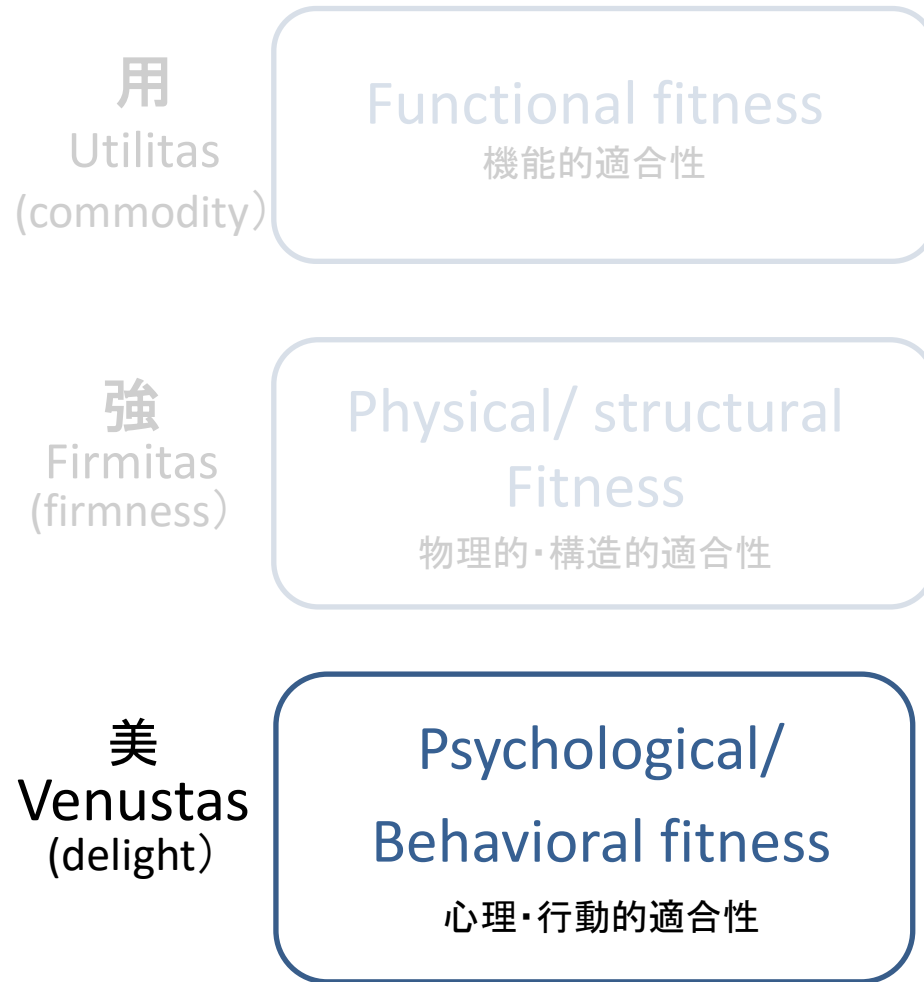 用
Utilitas
(commodity）
Functional fitness
機能的適合性
強
Firmitas
(firmness）
Physical/ structural
Fitness
物理的・構造的適合性
美
Venustas
(delight）
Psychological/
Behavioral fitness
心理・行動的適合性